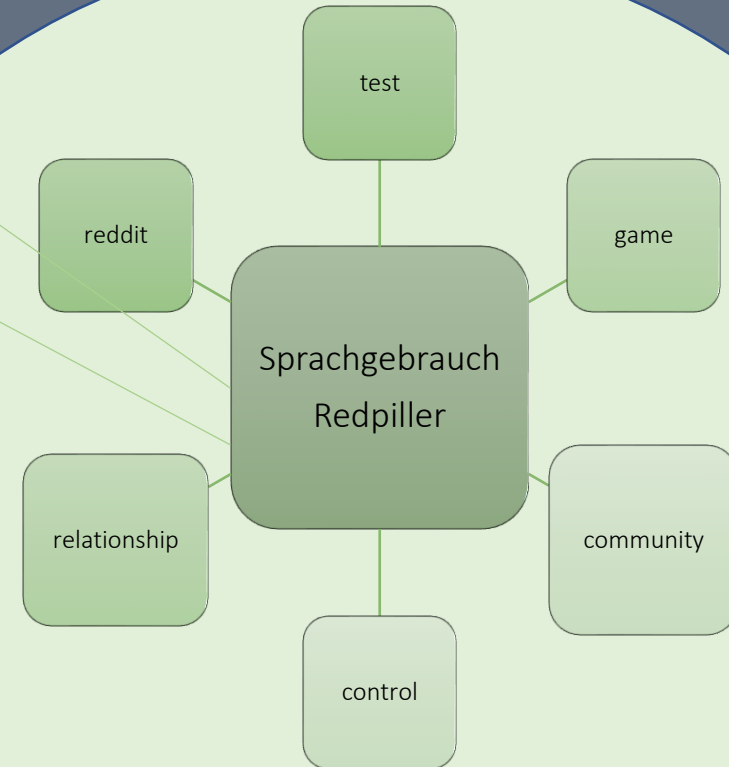 test
reddit
game
Sprachgebrauch
Redpiller
relationship
community
control